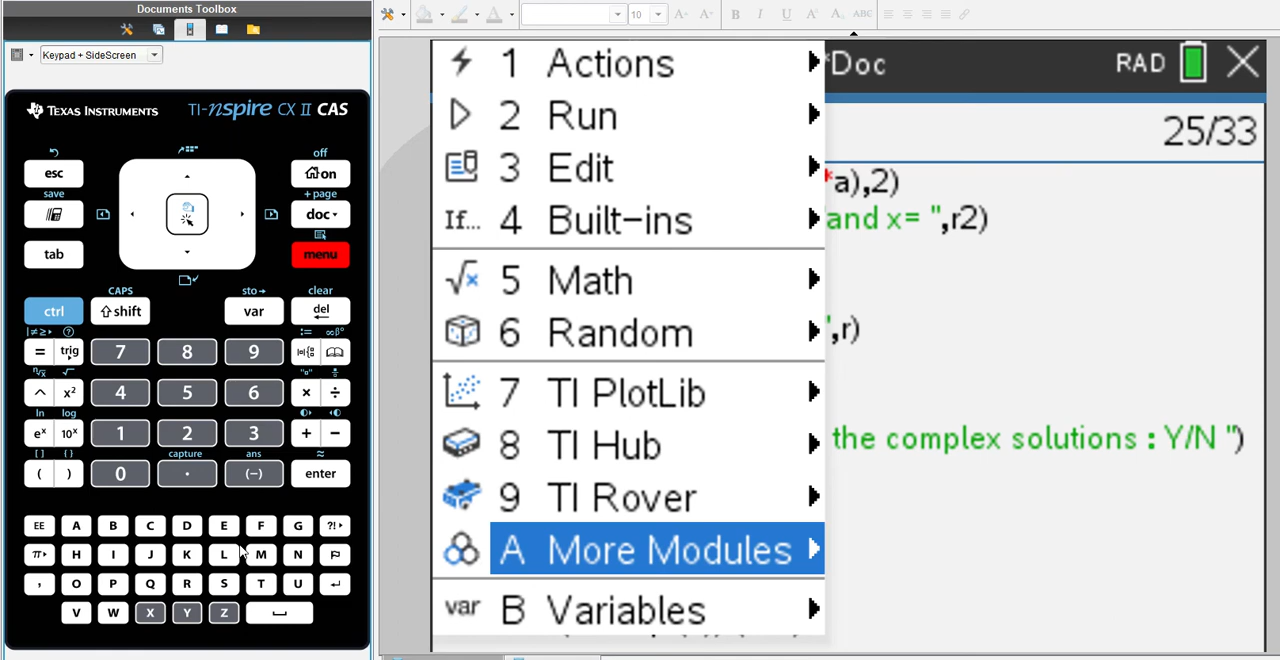 Documents Toolbox
Keypad + SideScreen
TEXAS INSTRUMENTS TI-nspire CX II CAS
off
esc
on
save
+ page
doc
tab
menu
CAPS
sto→
clear
ctrl
shift
var
del
=
trig
7
8
9
^
x²
4
5
6
×
÷
ln
log
eˣ
10ˣ
1
2
3
+
−
[ ]
{ }
capture
ans
≈
(
)
0
.
(−)
enter
EE A B C D E F G ?!▸
π▸ H I J K L M N
, O P Q R S T U
V W X Y Z
10
A A B I U A A ABC
1 Actions
2 Run
3 Edit
If... 4 Built-ins
5 Math
6 Random
7 TI PlotLib
8 TI Hub
9 TI Rover
A More Modules
var B Variables
*Doc RAD
25/33
*a),2)
and x= ",r2)
",r)
the complex solutions : Y/N ")